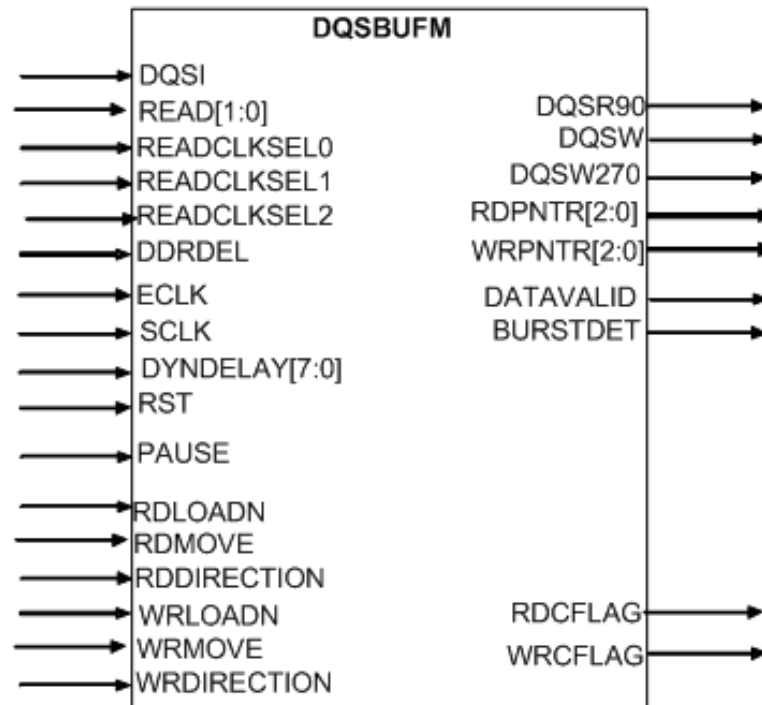 DQSBUFM
DQSI
READ[1:0]
READCLKSEL0
READCLKSEL1
READCLKSEL2
DDRDEL
ECLK
SCLK
DYNDELAY[7:0]
RST
PAUSE
RDLOADN
RDMOVE
RDDIRECTION
WRLOADN
WRMOVE
WRDIRECTION
DQSR90
DQSW
DQSW270
RDPNTR[2:0]
WRPNTR[2:0]
DATAVALID
BURSTDET
RDCFLAG
WRCFLAG